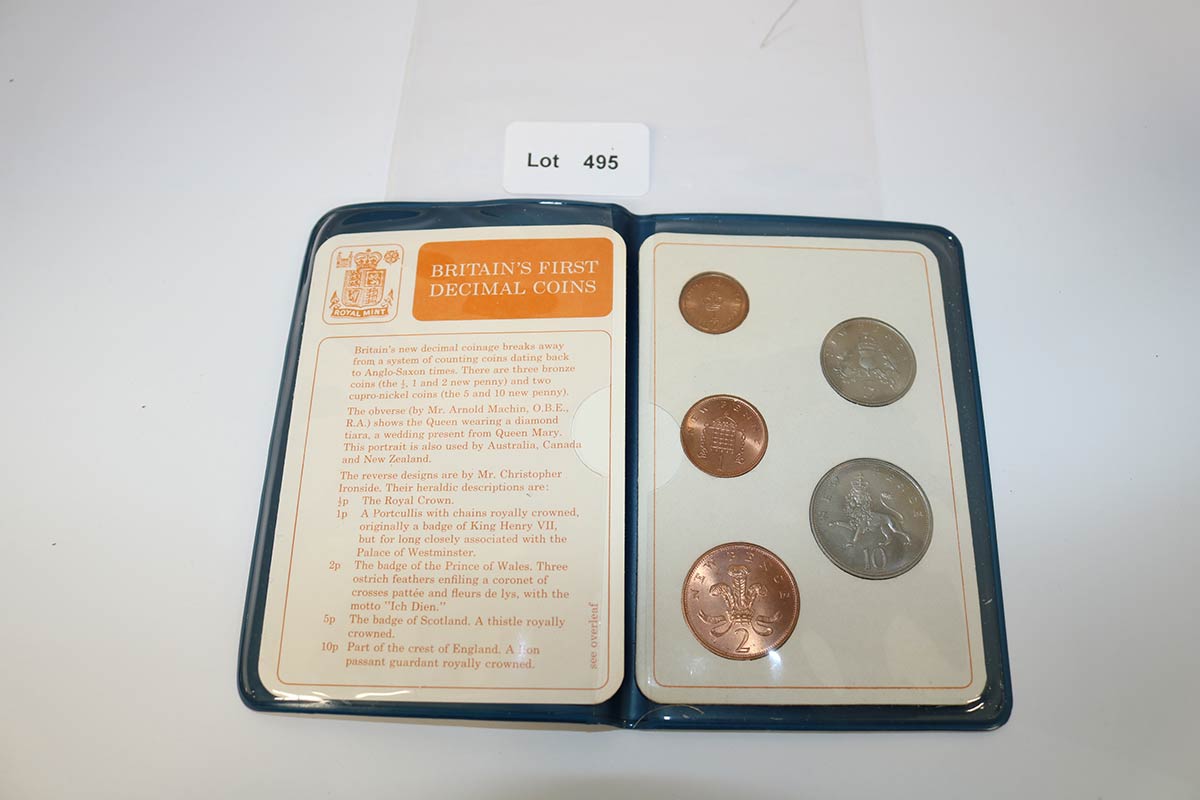 Lot 495
ROYAL MINT
BRITAIN'S FIRST
DECIMAL COINS
Britain's new decimal coinage breaks away
from a system of counting coins dating back
to Anglo-Saxon times. There are three bronze
coins (the ½, 1 and 2 new penny) and two
cupro-nickel coins (the 5 and 10 new penny).
The obverse (by Mr. Arnold Machin, O.B.E.,
R.A.) shows the Queen wearing a diamond
tiara, a wedding present from Queen Mary.
This portrait is also used by Australia, Canada
and New Zealand.
The reverse designs are by Mr. Christopher
Ironside. Their heraldic descriptions are:
½p The Royal Crown.
1p A Portcullis with chains royally crowned,
originally a badge of King Henry VII,
but for long closely associated with the
Palace of Westminster.
2p The badge of the Prince of Wales. Three
ostrich feathers enfiling a coronet of
crosses pattée and fleurs de lys, with the
motto "Ich Dien."
5p The badge of Scotland. A thistle royally
crowned.
10p Part of the crest of England. A lion
passant guardant royally crowned.
see overleaf
NEW PENNY
1
NEW PENCE
2
NEW PENCE
5
NEW PENCE
10